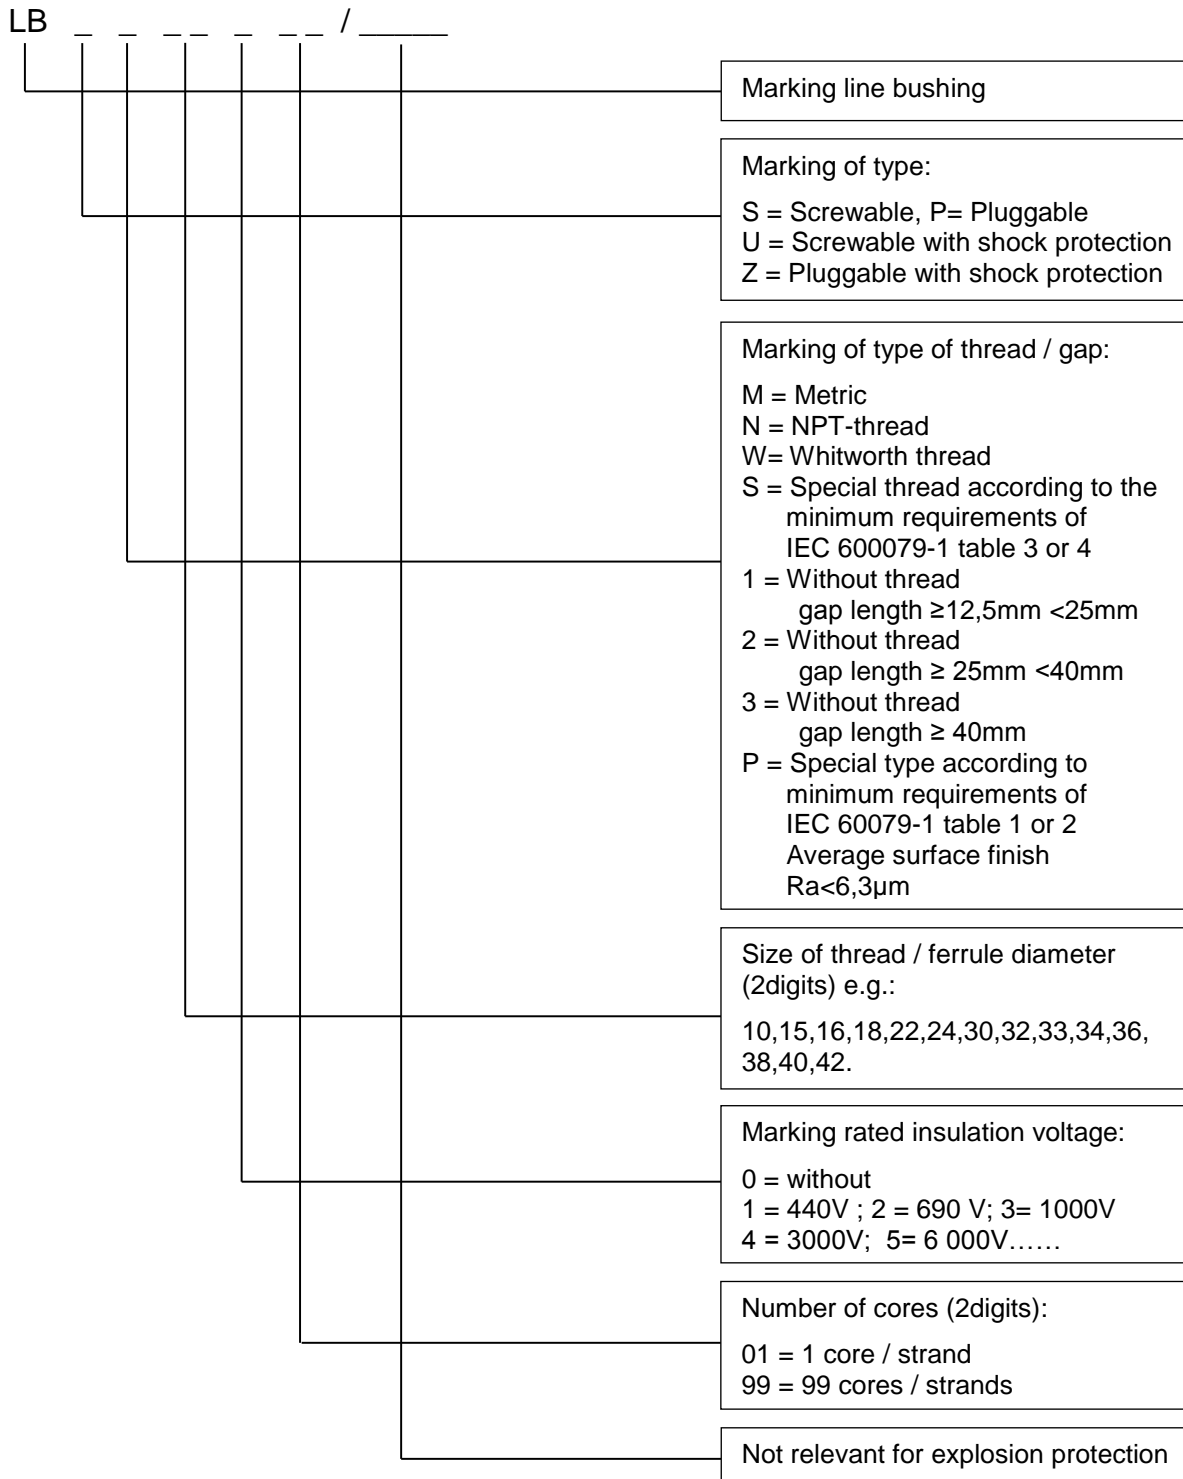 LB _ _ _ _ _ _ _ / _____
Marking line bushing
Marking of type:
S = Screwable, P= Pluggable
U = Screwable with shock protection
Z = Pluggable with shock protection
Marking of type of thread / gap:
M = Metric
N = NPT-thread
W= Whitworth thread
S = Special thread according to the
minimum requirements of
IEC 600079-1 table 3 or 4
1 = Without thread
gap length ≥12,5mm <25mm
2 = Without thread
gap length ≥ 25mm <40mm
3 = Without thread
gap length ≥ 40mm
P = Special type according to
minimum requirements of
IEC 60079-1 table 1 or 2
Average surface finish
Ra<6,3µm
Size of thread / ferrule diameter
(2digits) e.g.:
10,15,16,18,22,24,30,32,33,34,36,
38,40,42.
Marking rated insulation voltage:
0 = without
1 = 440V ; 2 = 690 V; 3= 1000V
4 = 3000V; 5= 6 000V……
Number of cores (2digits):
01 = 1 core / strand
99 = 99 cores / strands
Not relevant for explosion protection